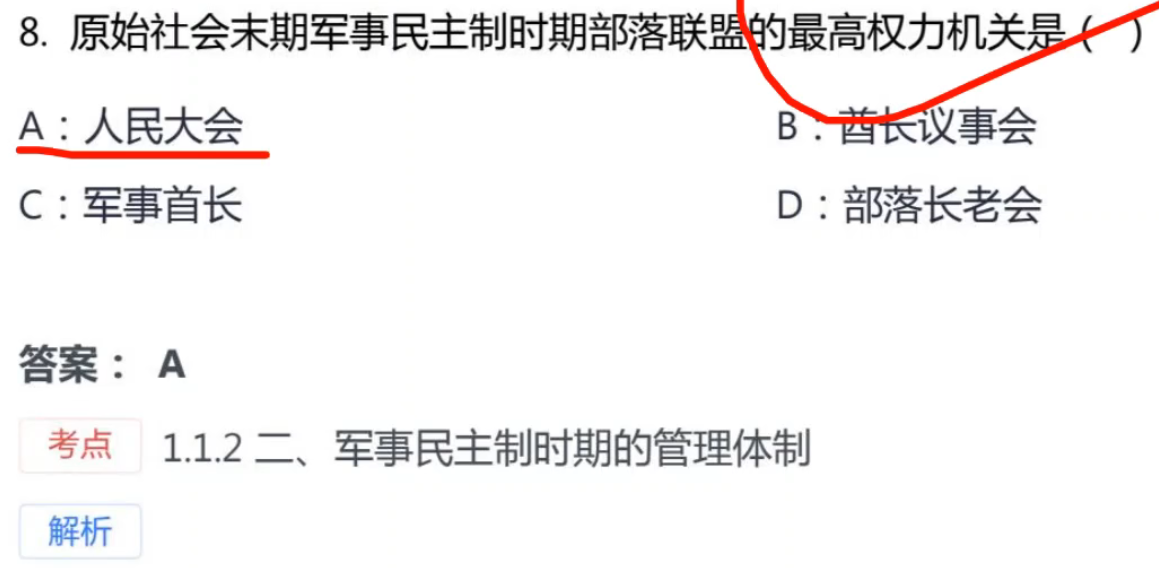 8. 原始社会末期军事民主制时期部落联盟的最高权力机关是（ ）
A：人民大会
B：酋长议事会
C：军事首长
D：部落长老会
答案： A
考点 1.1.2 二、军事民主制时期的管理体制
解析